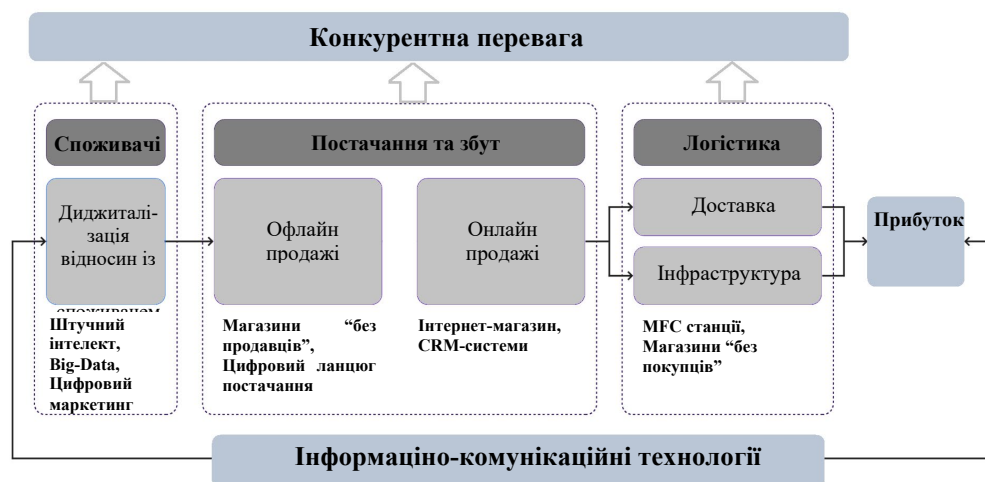 Конкурентна перевага
Споживачі
Диджиталі-
зація
відносин із
споживачем
Штучний
інтелект,
Big-Data,
Цифровий
маркетинг
Постачання та збут
Офлайн
продажі
Онлайн
продажі
Магазини “без
продавців”,
Цифровий ланцюг
постачання
Інтернет-магазин,
CRM-системи
Логістика
Доставка
Інфраструктура
MFC станції,
Магазини “без
покупців”
Прибуток
Інформаціно-комунікаційні технології